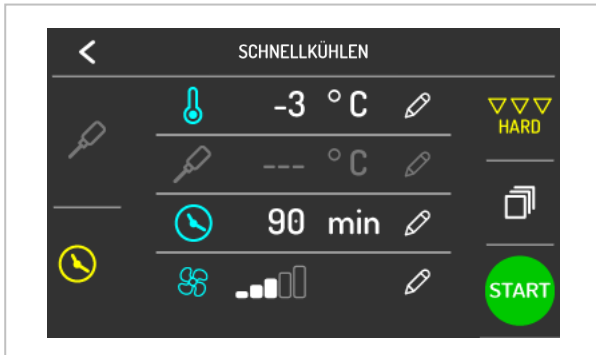 SCHNELLKÜHLEN
-3 °C
HARD
--- °C
90 min
START